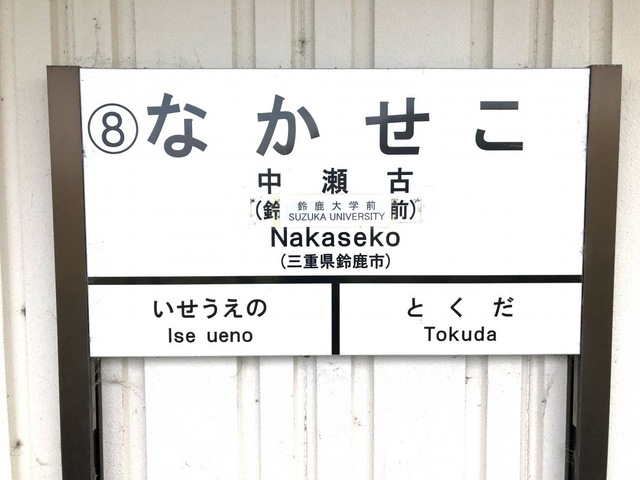 ⑧なかせこ
中瀬古
(鈴 鈴鹿大学前 前)
SUZUKA UNIVERSITY
Nakaseko
(三重県鈴鹿市)
いせうえの
Ise ueno
とくだ
Tokuda